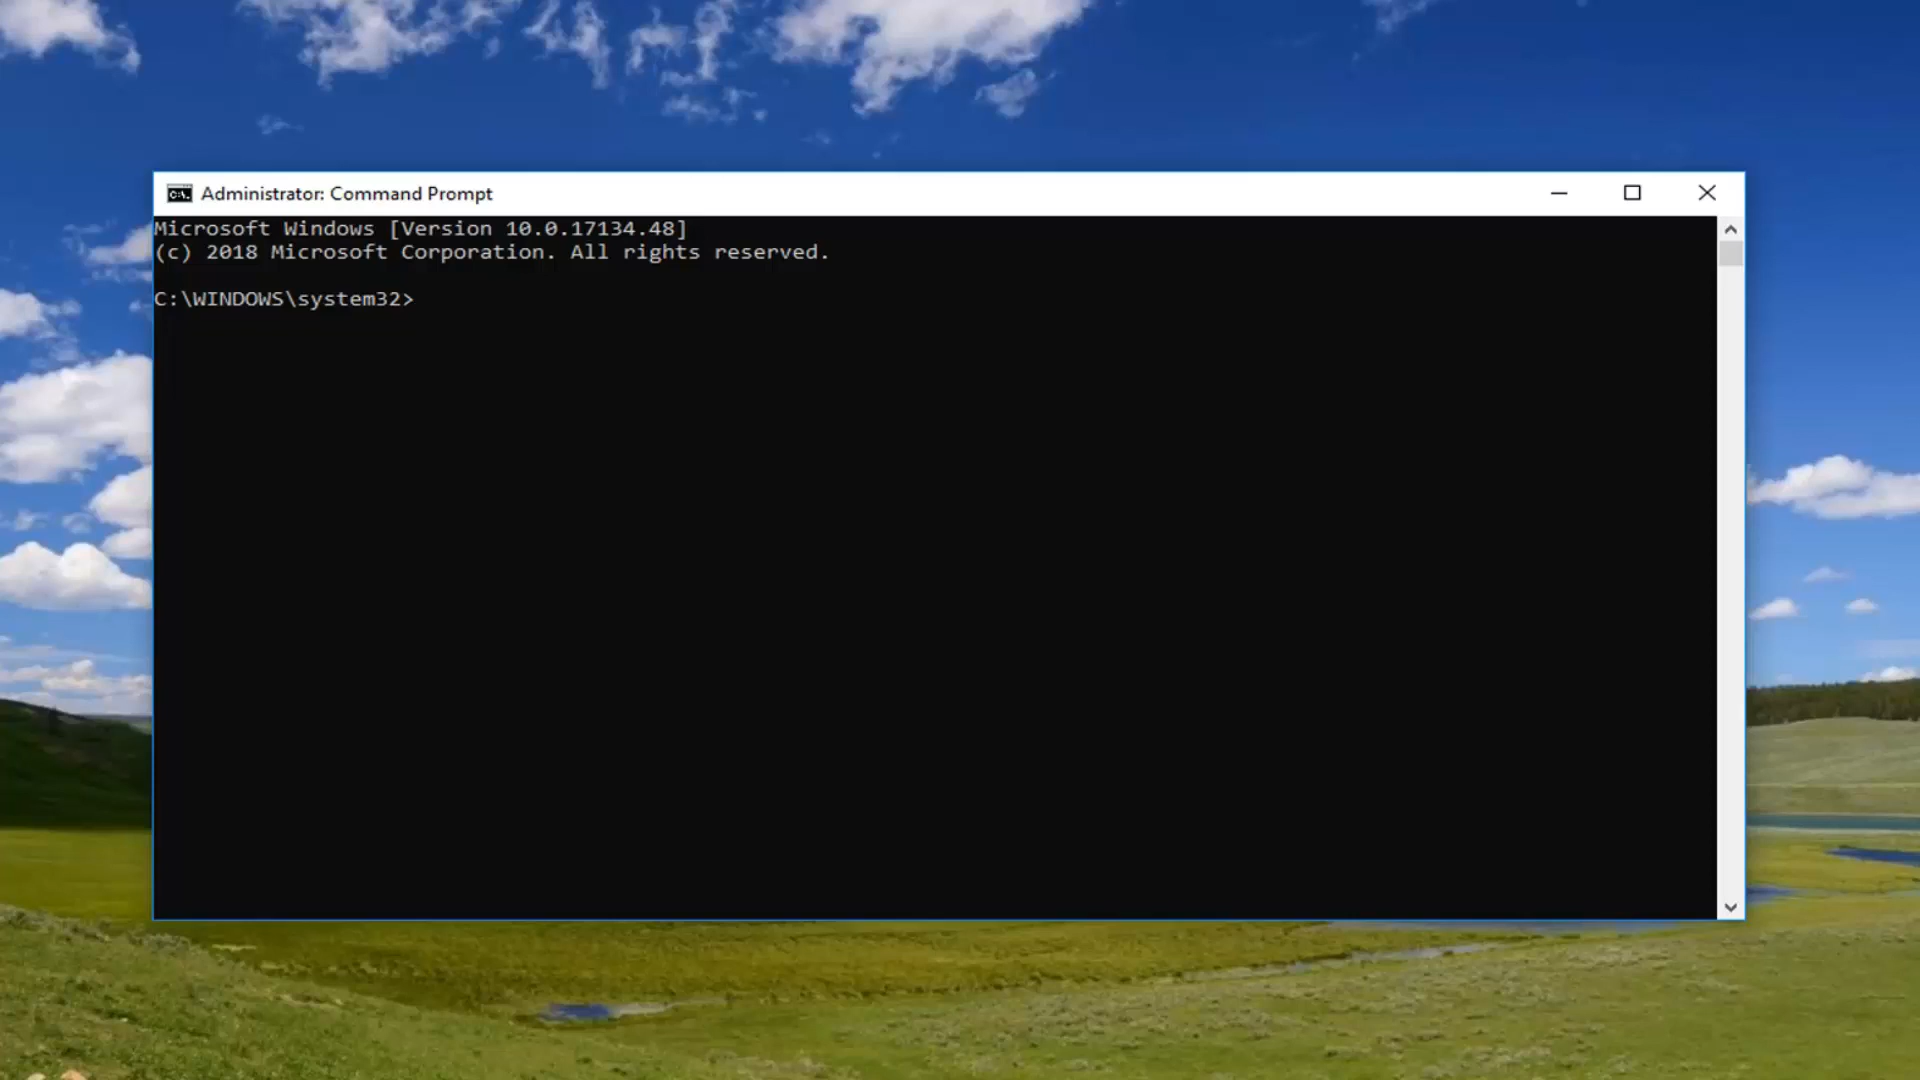 Administrator: Command Prompt
Microsoft Windows [Version 10.0.17134.48]
(c) 2018 Microsoft Corporation. All rights reserved.
C:\WINDOWS\system32>